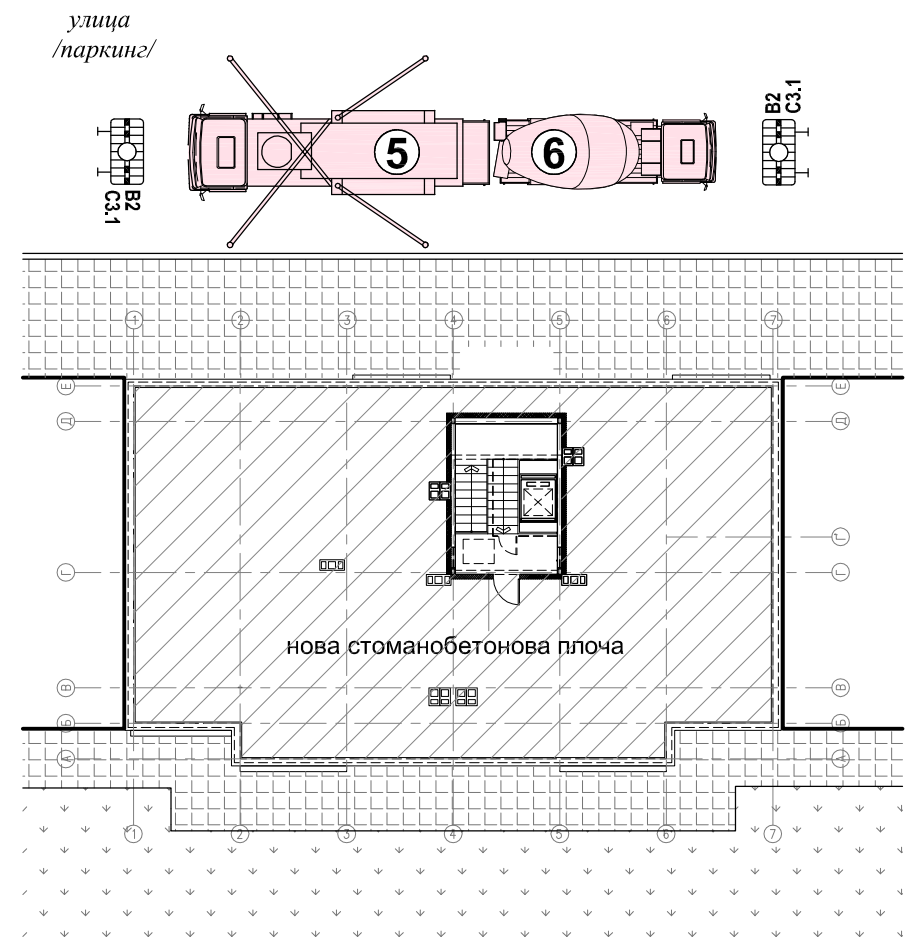 улица
/паркинг/
5
6
B2
C3.1
B2
C3.1
1 2 3 4 5 6 7
Е Е
Д Д
Г
Г Г
нова стоманобетонова плоча
В В
Б Б
А А
1 2 3 4 5 6 7